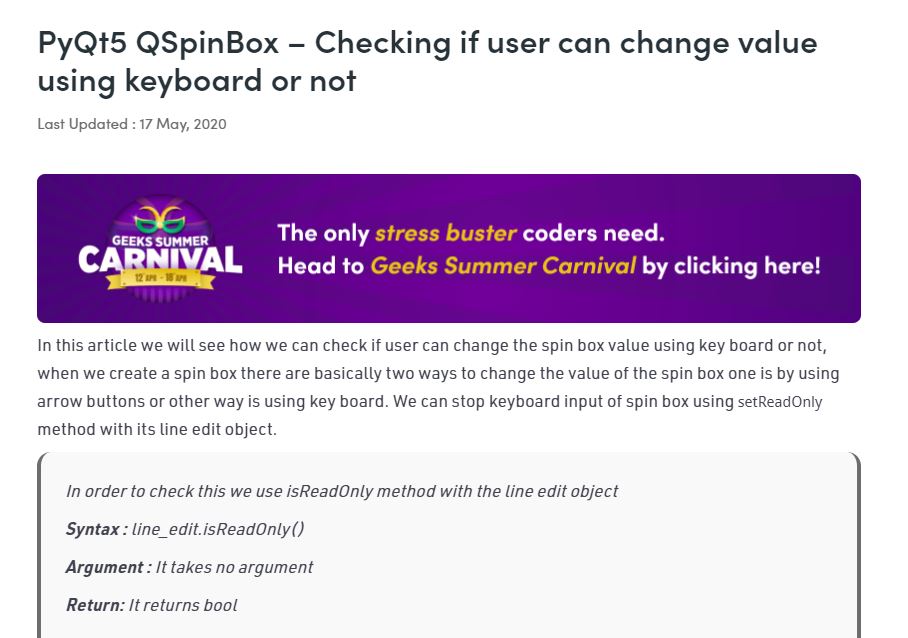 PyQt5 QSpinBox – Checking if user can change value
using keyboard or not
Last Updated : 17 May, 2020
GEEKS SUMMER
CARNIVAL
12 APR - 18 APR
The only stress buster coders need.
Head to Geeks Summer Carnival by clicking here!
In this article we will see how we can check if user can change the spin box value using key board or not,
when we create a spin box there are basically two ways to change the value of the spin box one is by using
arrow buttons or other way is using key board. We can stop keyboard input of spin box using setReadOnly
method with its line edit object.
In order to check this we use isReadOnly method with the line edit object
Syntax : line_edit.isReadOnly()
Argument : It takes no argument
Return: It returns bool